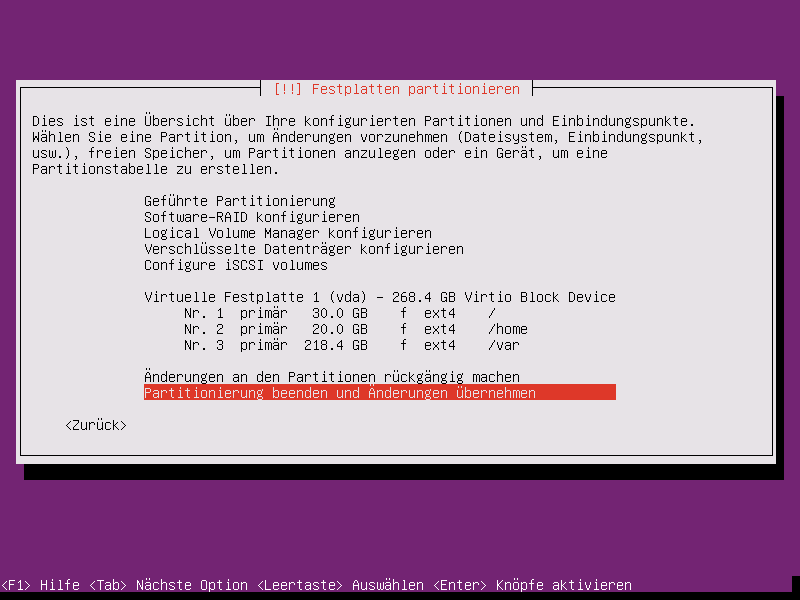 [!!] Festplatten partitionieren
Dies ist eine Übersicht über Ihre konfigurierten Partitionen und Einbindungspunkte.
Wählen Sie eine Partition, um Änderungen vorzunehmen (Dateisystem, Einbindungspunkt,
usw.), freien Speicher, um Partitionen anzulegen oder ein Gerät, um eine
Partitionstabelle zu erstellen.
Geführte Partitionierung
Software-RAID konfigurieren
Logical Volume Manager konfigurieren
Verschlüsselte Datenträger konfigurieren
Configure iSCSI volumes
Virtuelle Festplatte 1 (vda) - 268.4 GB Virtio Block Device
Nr. 1 primär 30.0 GB f ext4 /
Nr. 2 primär 20.0 GB f ext4 /home
Nr. 3 primär 218.4 GB f ext4 /var
Änderungen an den Partitionen rückgängig machen
Partitionierung beenden und Änderungen übernehmen
<Zurück>
<F1> Hilfe <Tab> Nächste Option <Leertaste> Auswählen <Enter> Knöpfe aktivieren